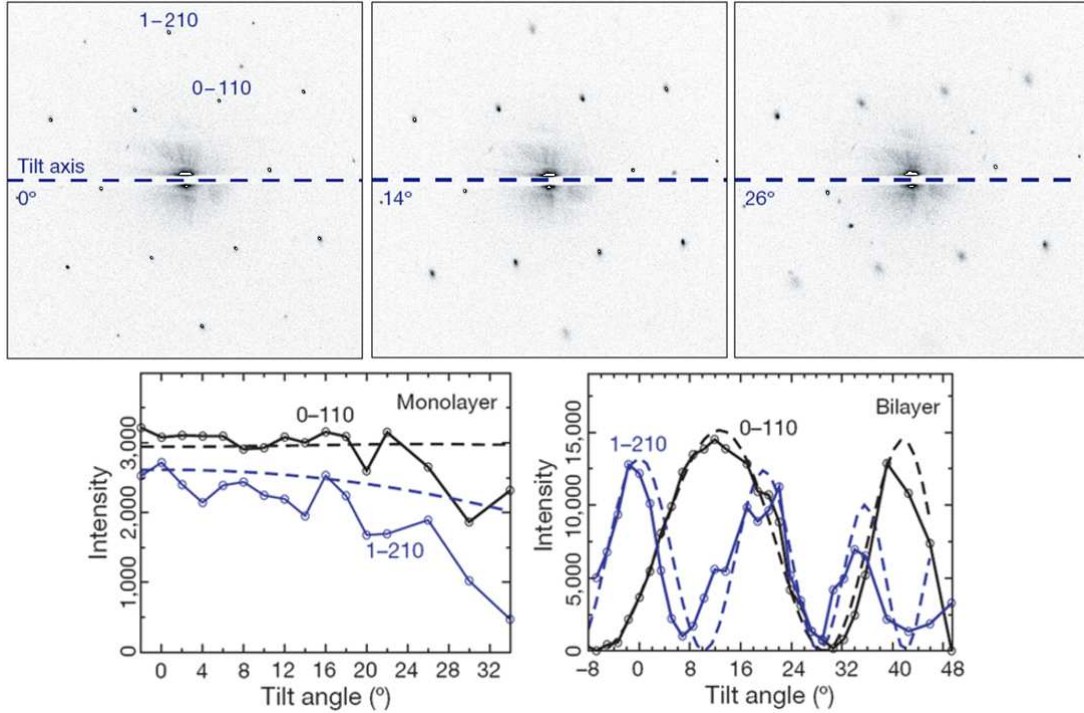 1–210
0–110
Tilt axis
0°
14°
26°
Monolayer
0–110
1–210
Intensity
0
1,000
2,000
3,000
0 4 8 12 16 20 24 28 32
Tilt angle (º)
Bilayer
1–210
0–110
Intensity
0
5,000
10,000
15,000
–8 0 8 16 24 32 40 48
Tilt angle (º)